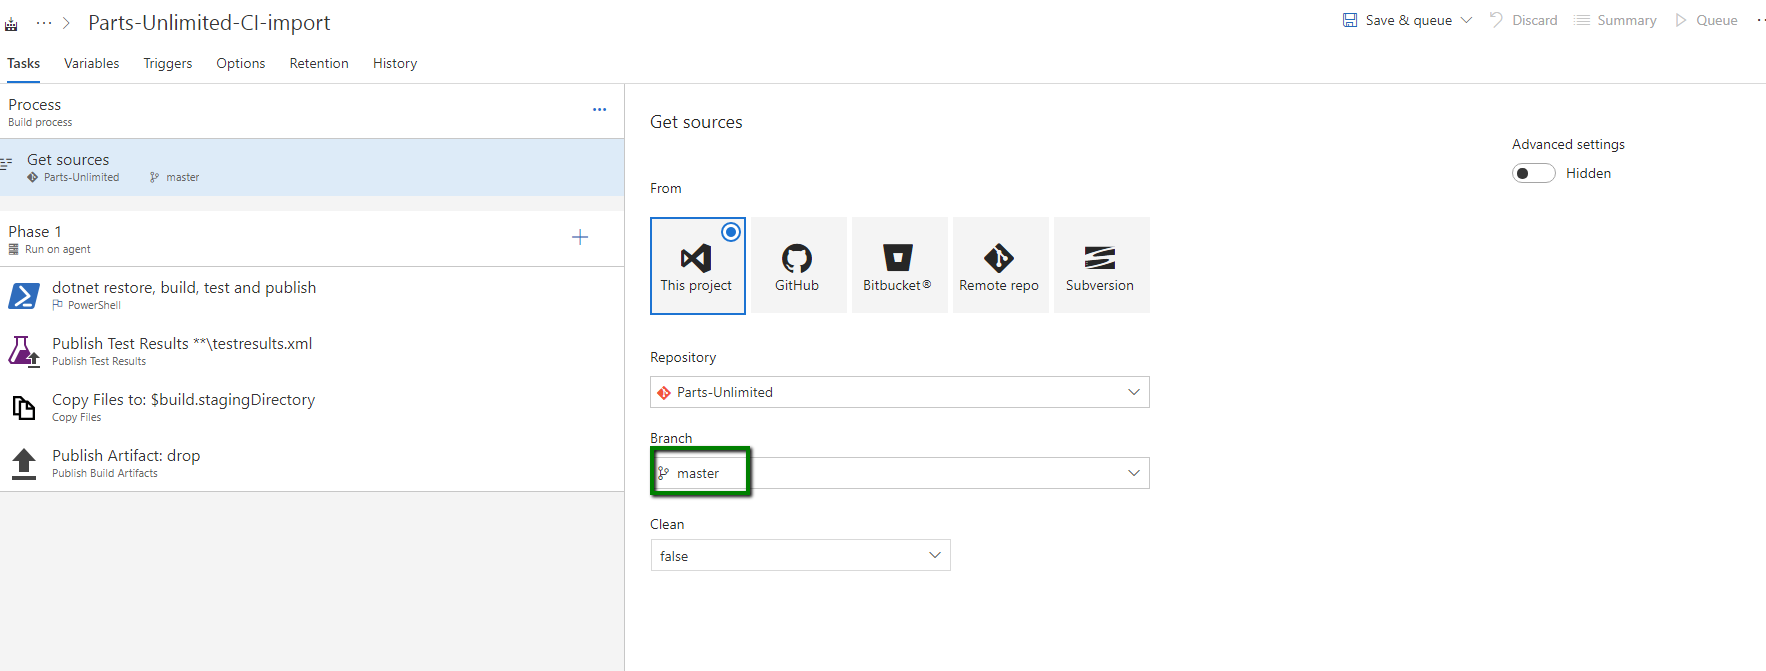 Parts-Unlimited-CI-import
Save & queue
Discard
Summary
Queue
Tasks
Variables
Triggers
Options
Retention
History
Process
Build process
Get sources
Parts-Unlimited
master
Phase 1
Run on agent
dotnet restore, build, test and publish
PowerShell
Publish Test Results **\testresults.xml
Publish Test Results
Copy Files to: $build.stagingDirectory
Copy Files
Publish Artifact: drop
Publish Build Artifacts
Get sources
Advanced settings
Hidden
From
This project
GitHub
Bitbucket®
Remote repo
Subversion
Repository
Parts-Unlimited
Branch
master
Clean
false